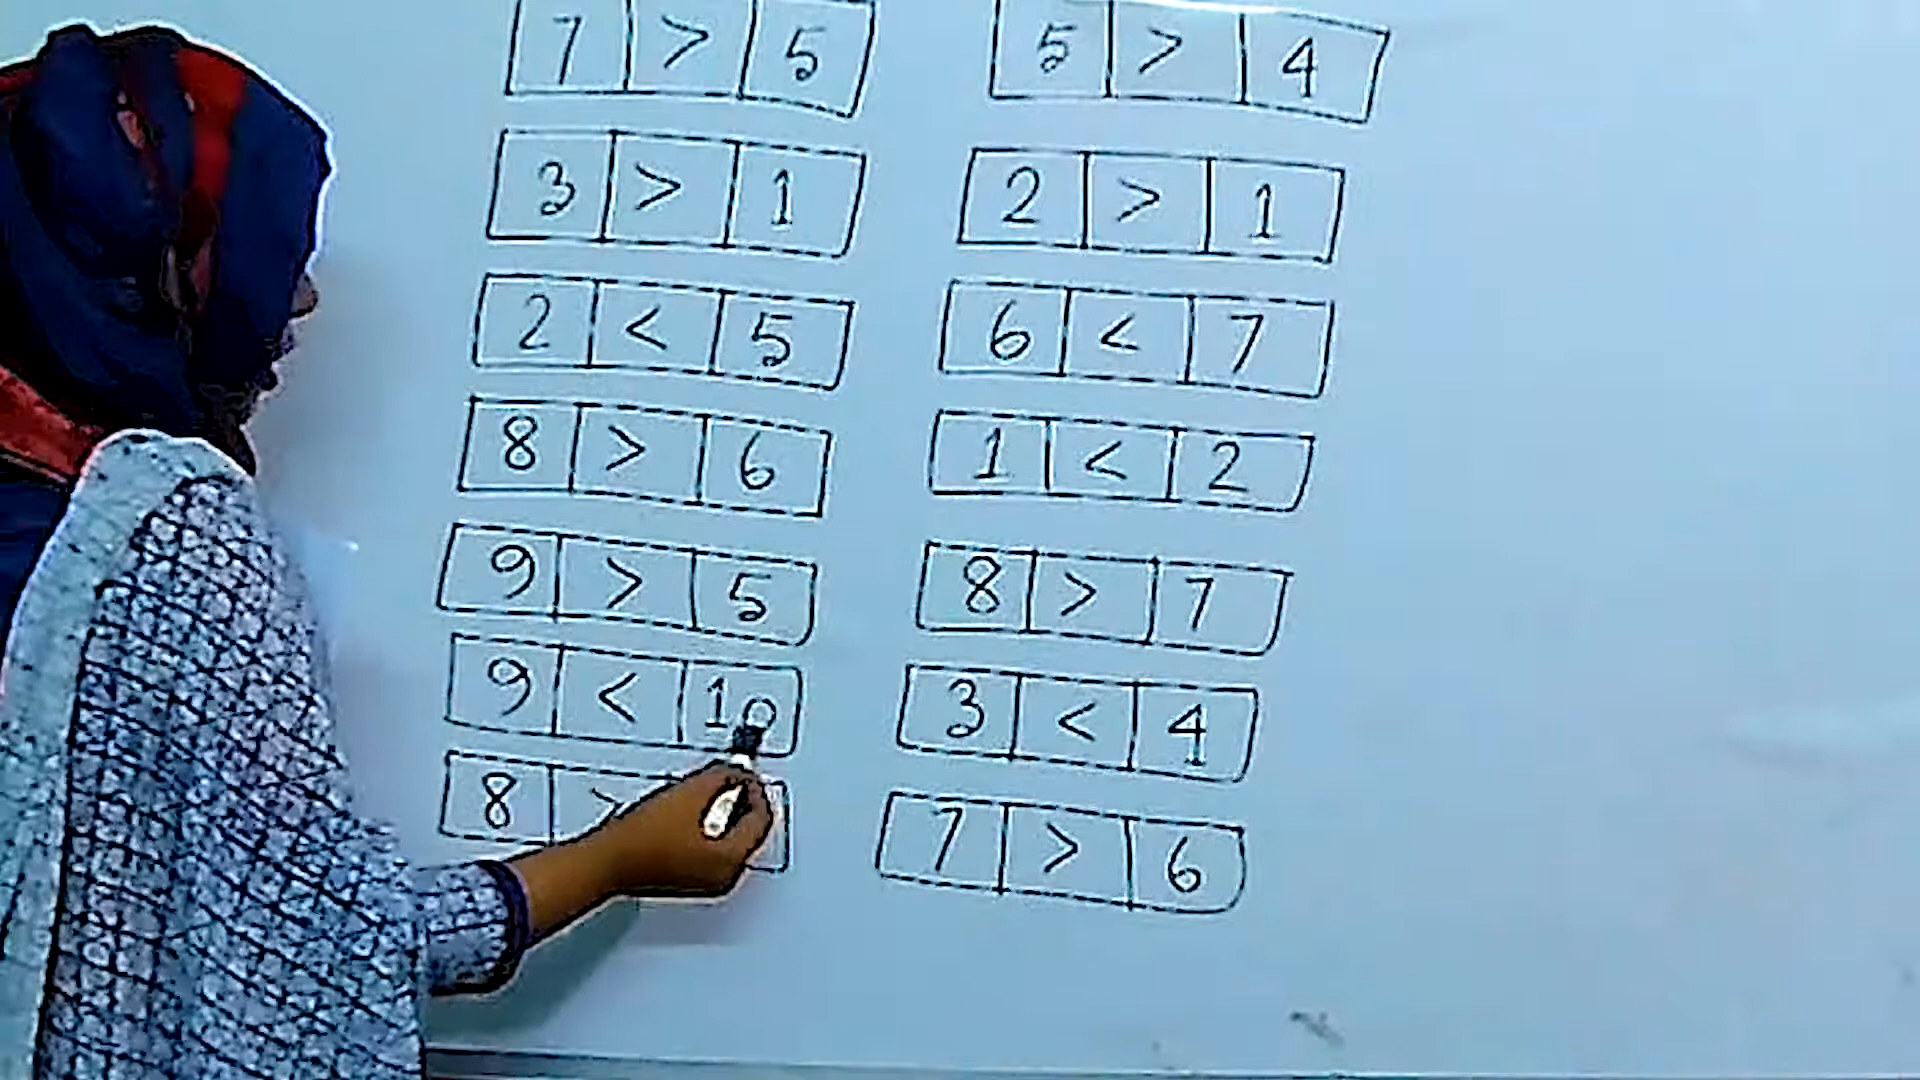 7 > 5 5 > 4
3 > 1 2 > 1
2 < 5 6 < 7
8 > 6 1 < 2
9 > 5 8 > 7
9 < 10 3 < 4
8 > 7 > 6